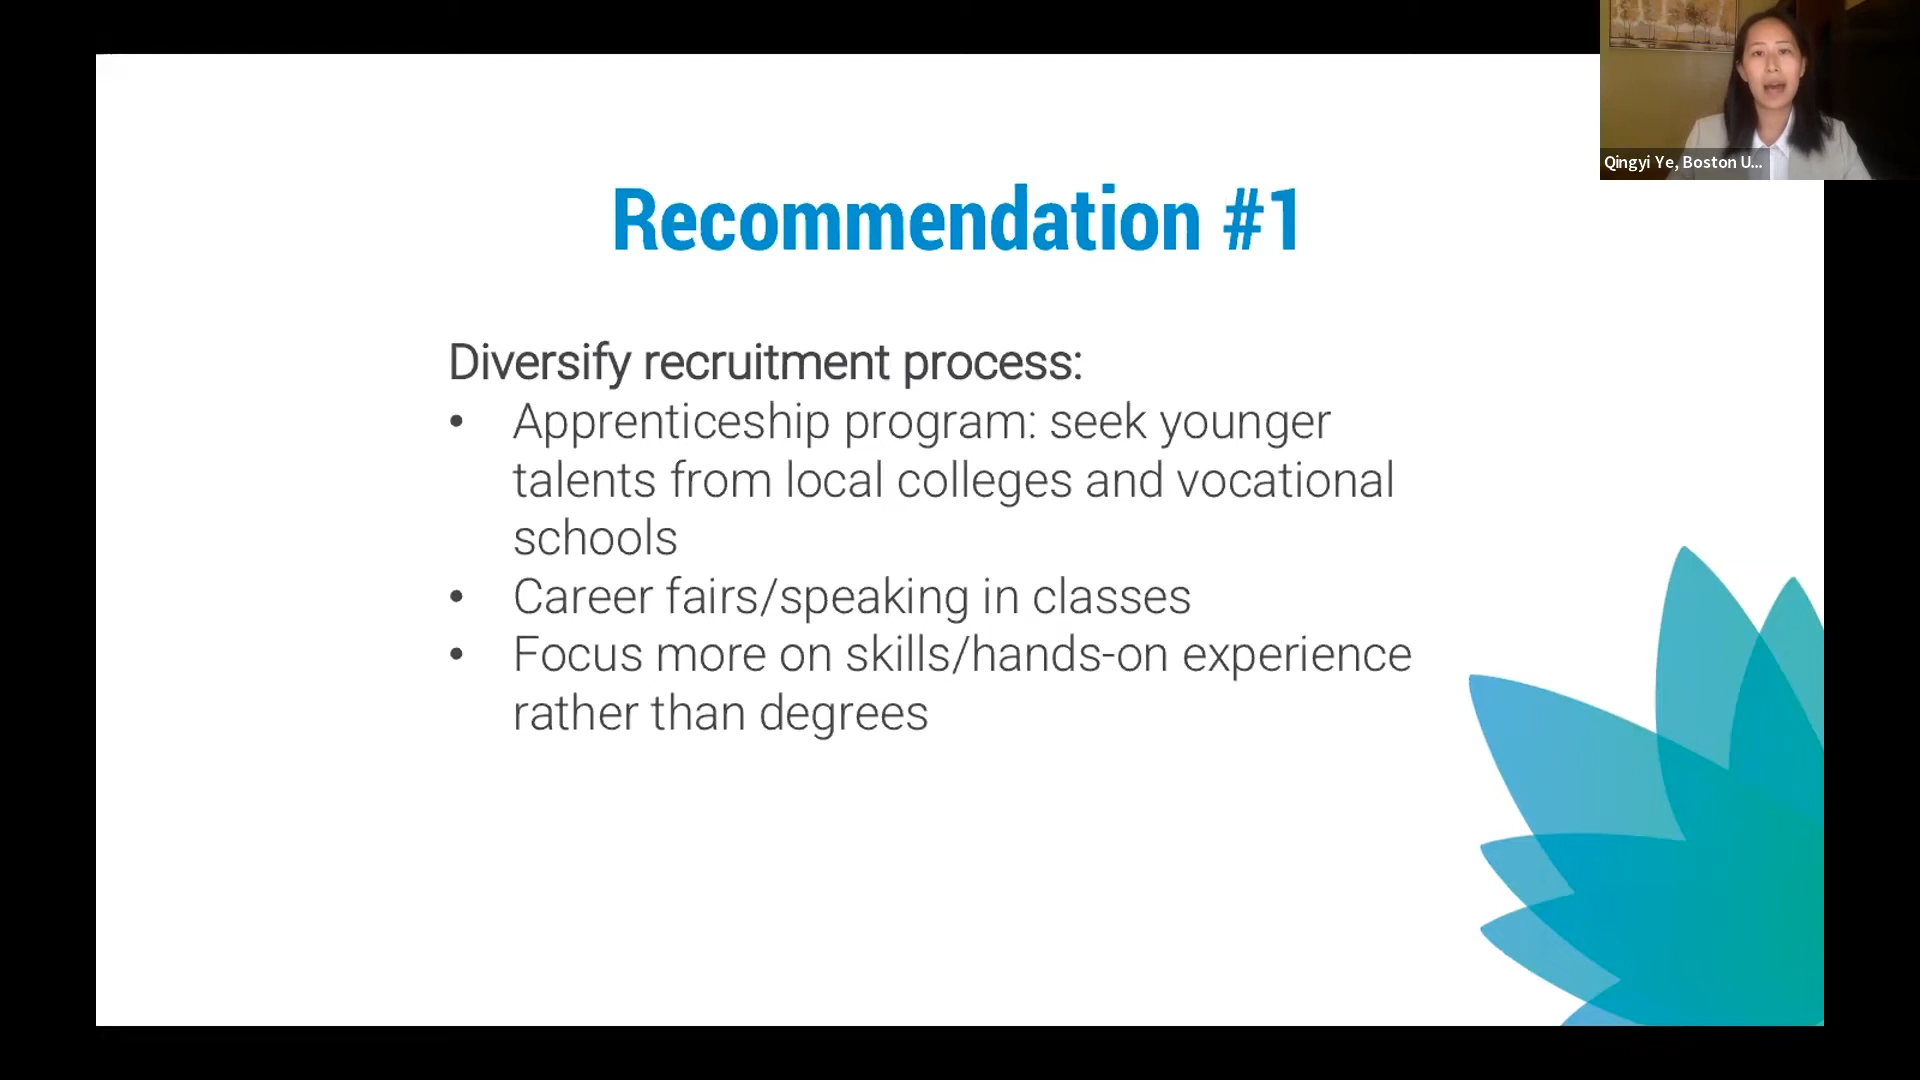 Qingyi Ye, Boston U...
Recommendation #1
Diversify recruitment process:
• Apprenticeship program: seek younger
talents from local colleges and vocational
schools
• Career fairs/speaking in classes
• Focus more on skills/hands-on experience
rather than degrees